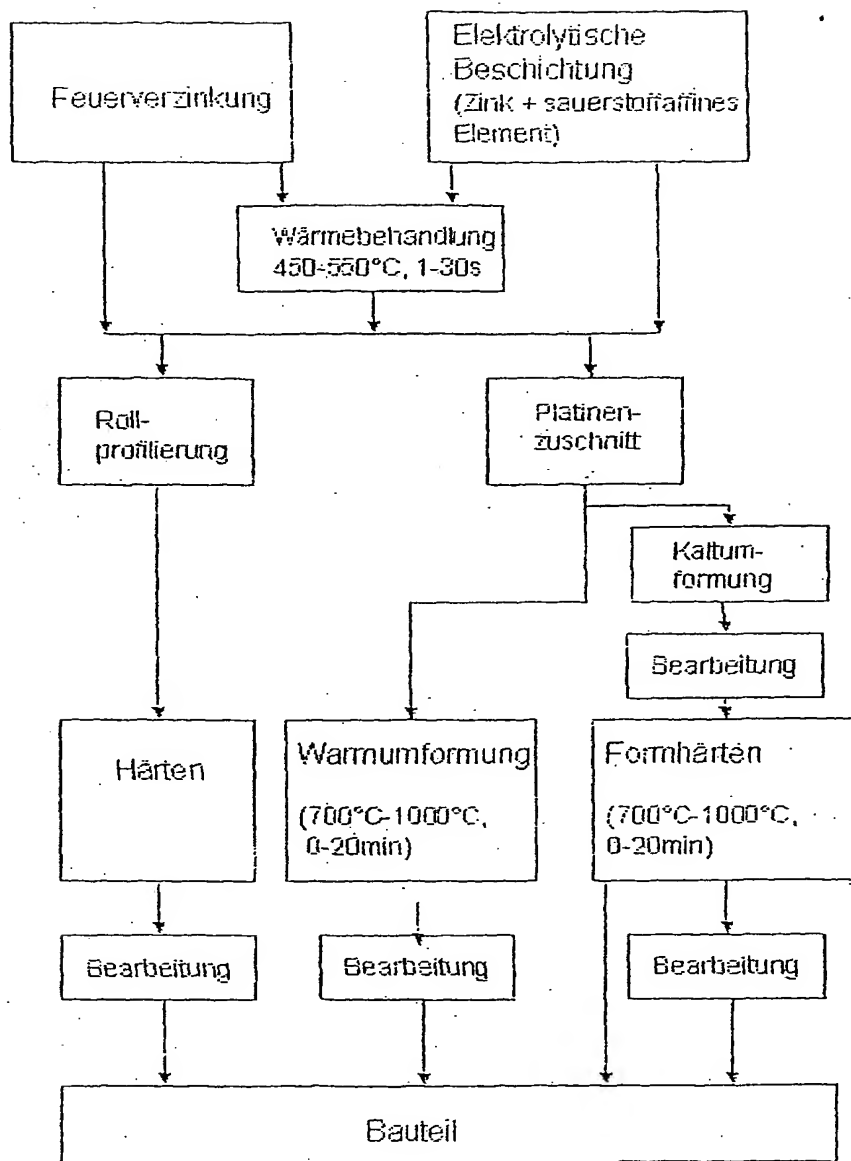 Feuerverzinkung
Elektrolytische
Beschichtung
(Zink + sauerstoffaffines
Element)
Wärmebehandlung
450-550°C, 1-30s
Roll-
profilierung
Platinen-
zuschnitt
Kaltum-
formung
Bearbeitung
Härten
Warmumformung
(700°C-1000°C,
0-20min)
Formhärten
(700°C-1000°C,
0-20min)
Bearbeitung
Bearbeitung
Bearbeitung
Bauteil